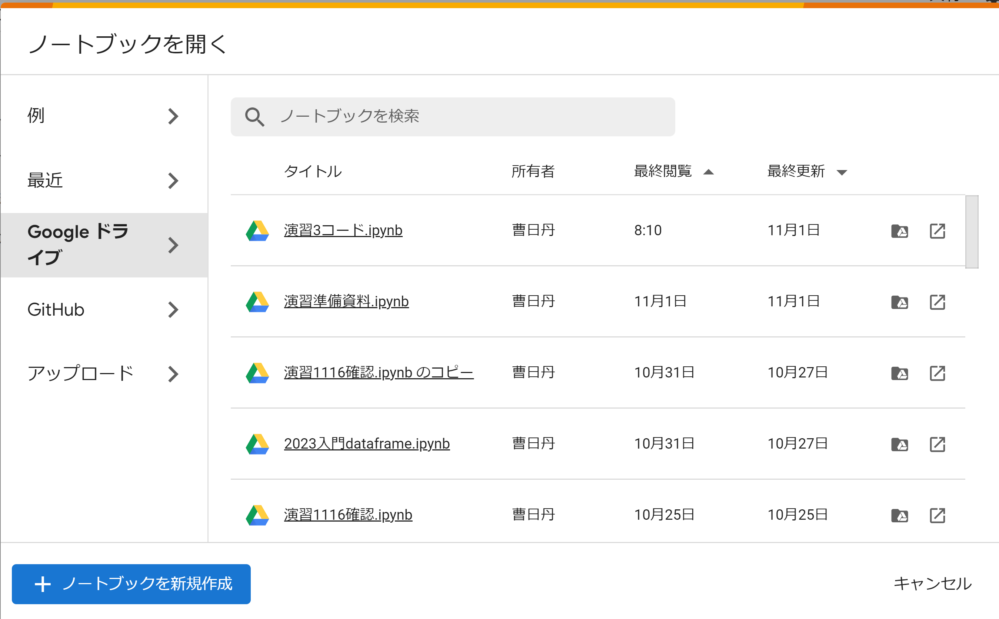 ノートブックを開く
例
最近
Google ドラ
イブ
GitHub
アップロード
ノートブックを検索
タイトル 所有者 最終閲覧 最終更新
演習3コード.ipynb 曹日丹 8:10 11月1日
演習準備資料.ipynb 曹日丹 11月1日 11月1日
演習1116確認.ipynb のコピー 曹日丹 10月31日 10月27日
2023入門dataframe.ipynb 曹日丹 10月31日 10月27日
演習1116確認.ipynb 曹日丹 10月25日 10月25日
ノートブックを新規作成
キャンセル